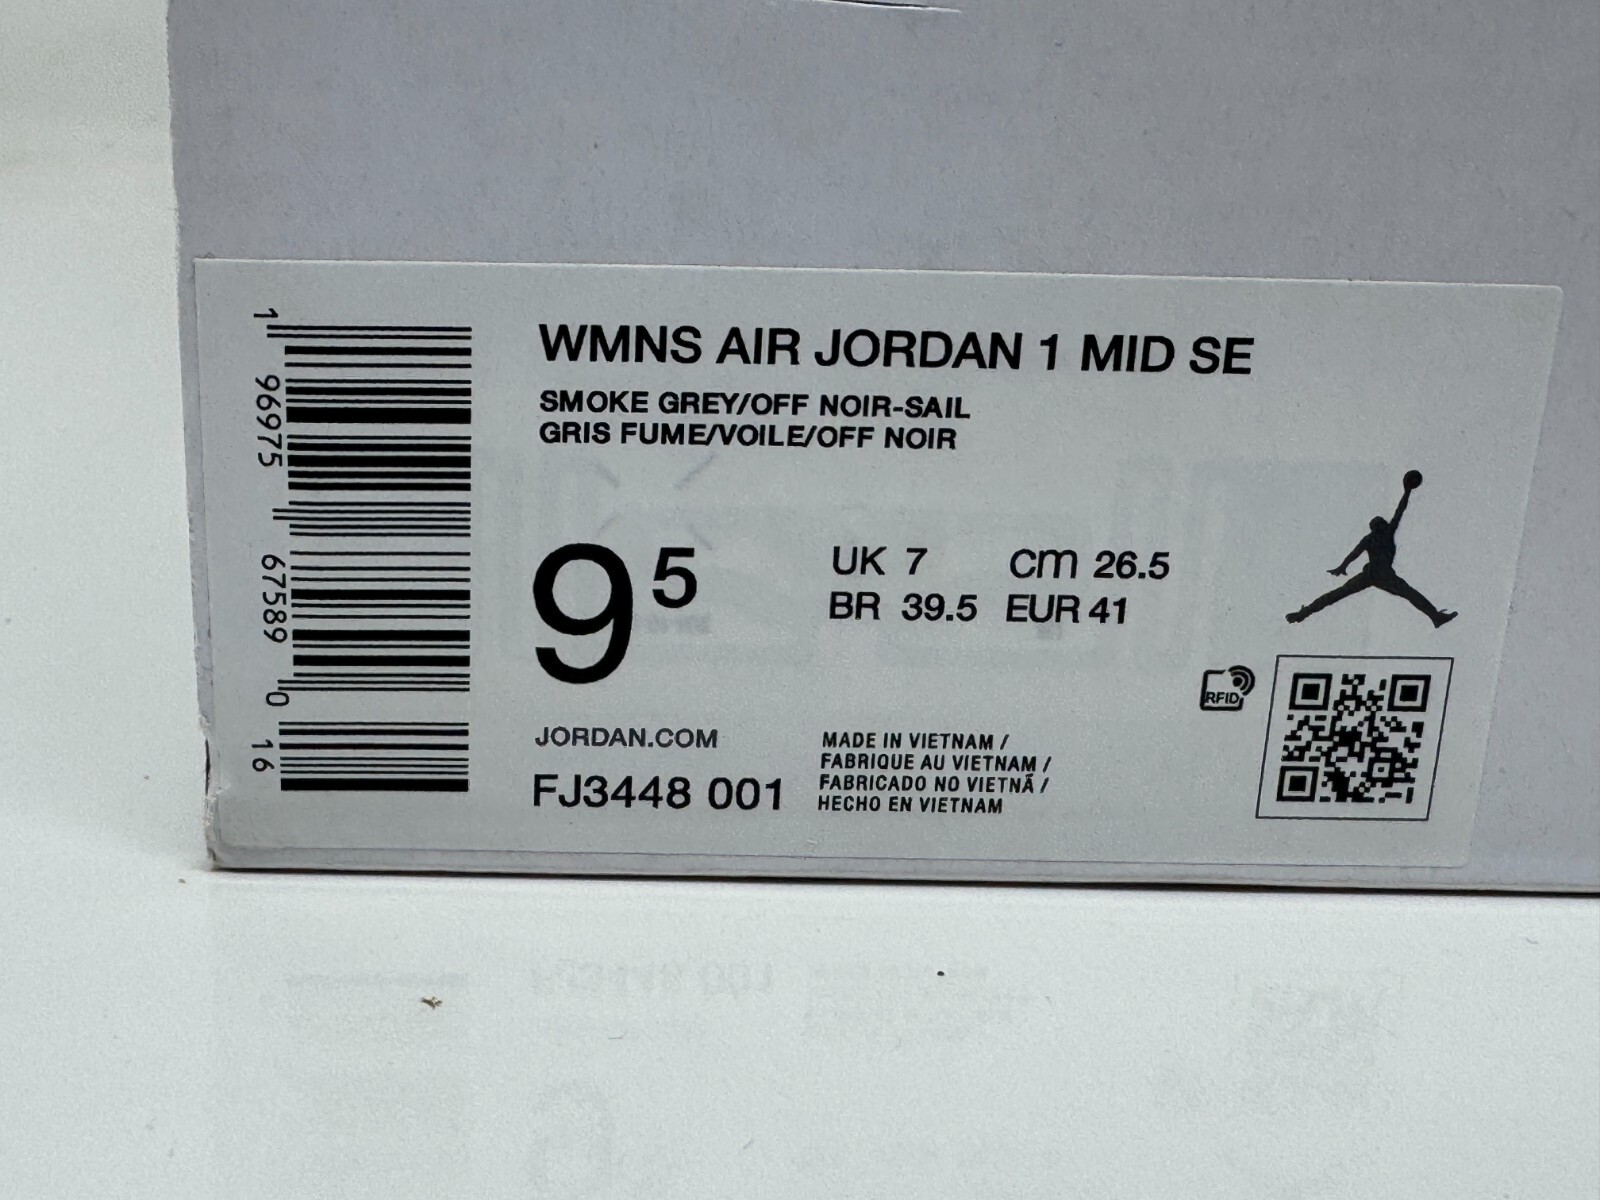 1 96975 67589 0 16
WMNS AIR JORDAN 1 MID SE
SMOKE GREY/OFF NOIR-SAIL
GRIS FUME/VOILE/OFF NOIR
9 5
UK 7 cm 26.5
BR 39.5 EUR 41
RFID
JORDAN.COM
FJ3448 001
MADE IN VIETNAM /
FABRIQUE AU VIETNAM /
FABRICADO NO VIETNÃ /
HECHO EN VIETNAM